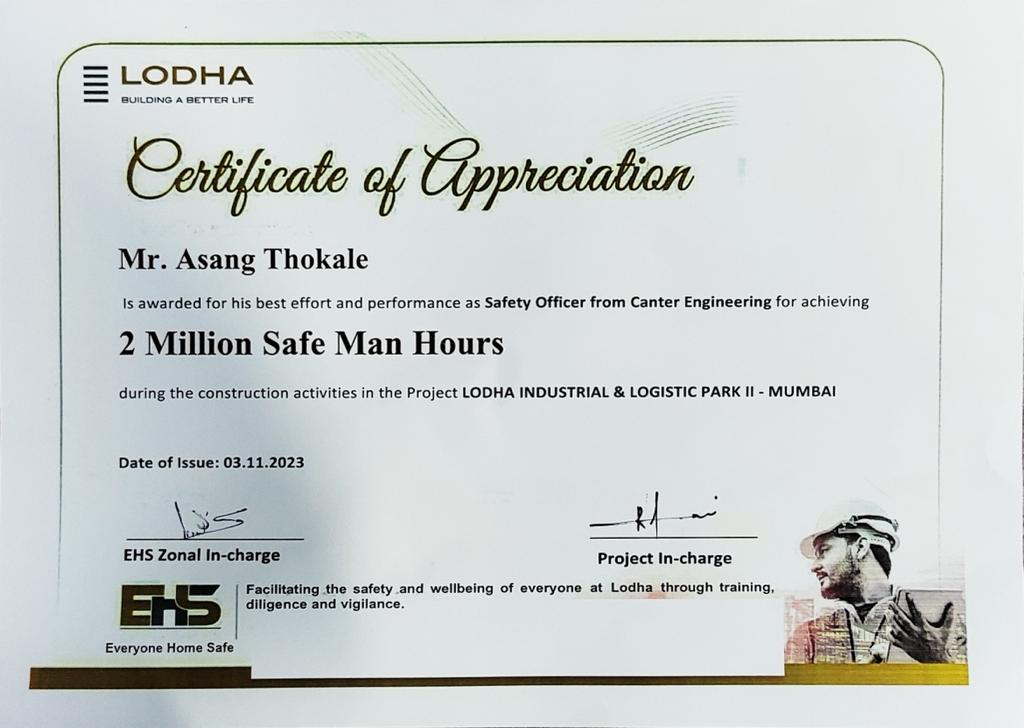 LODHA
BUILDING A BETTER LIFE
Certificate of Appreciation
Mr. Asang Thokale
Is awarded for his best effort and performance as Safety Officer from Canter Engineering for achieving
2 Million Safe Man Hours
during the construction activities in the Project LODHA INDUSTRIAL & LOGISTIC PARK II - MUMBAI
Date of Issue: 03.11.2023
EHS Zonal In-charge
Project In-charge
EHS
Facilitating the safety and wellbeing of everyone at Lodha through training,
diligence and vigilance.
Everyone Home Safe